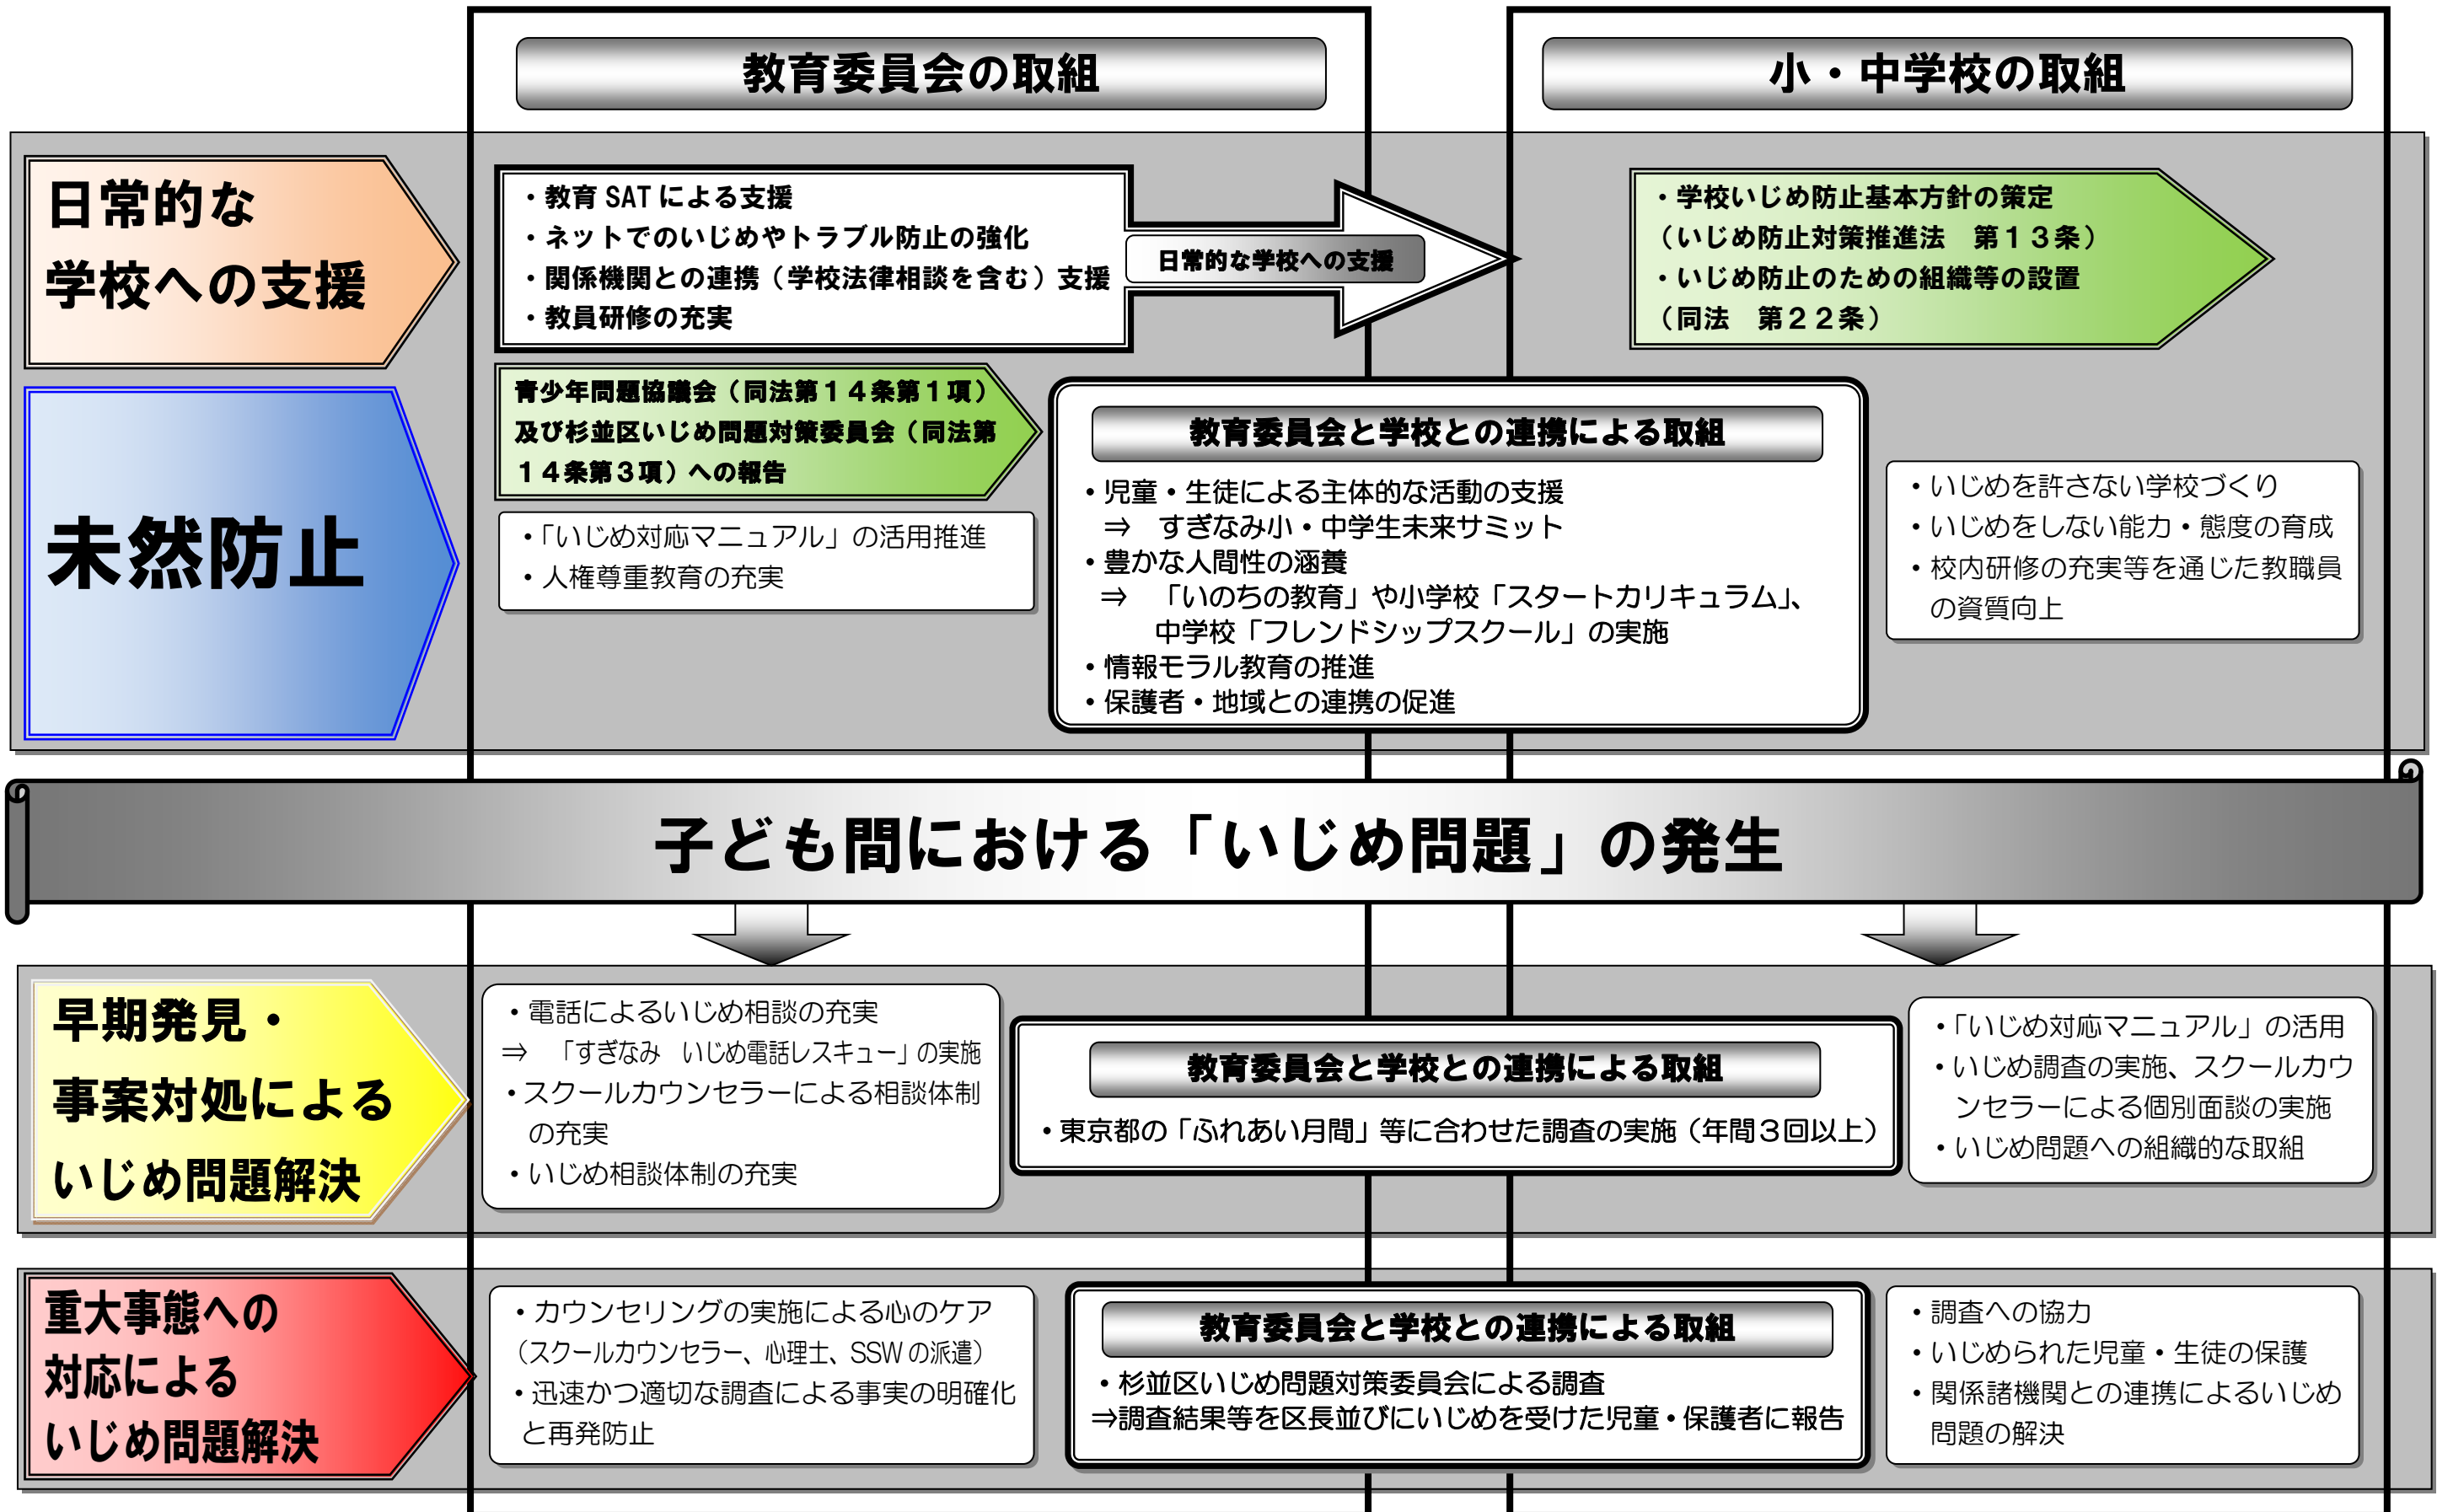 教育委員会の取組
小・中学校の取組
日常的な
学校への支援
・教育 SAT による支援
・ネットでのいじめやトラブル防止の強化
・関係機関との連携（学校法律相談を含む）支援
・教員研修の充実
日常的な学校への支援
・学校いじめ防止基本方針の策定
（いじめ防止対策推進法　第１３条）
・いじめ防止のための組織等の設置
（同法　第２２条）
未然防止
青少年問題協議会（同法第１４条第１項）
及び杉並区いじめ問題対策委員会（同法第
１４条第３項）への報告
・「いじめ対応マニュアル」の活用推進
・人権尊重教育の充実
教育委員会と学校との連携による取組
・児童・生徒による主体的な活動の支援
⇒　すぎなみ小・中学生未来サミット
・豊かな人間性の涵養
⇒　「いのちの教育」や小学校「スタートカリキュラム」、
中学校「フレンドシップスクール」の実施
・情報モラル教育の推進
・保護者・地域との連携の促進
・いじめを許さない学校づくり
・いじめをしない能力・態度の育成
・校内研修の充実等を通じた教職員
の資質向上
子ども間における「いじめ問題」の発生
早期発見・
事案対処による
いじめ問題解決
・電話によるいじめ相談の充実
⇒　「すぎなみ　いじめ電話レスキュー」の実施
・スクールカウンセラーによる相談体制
の充実
・いじめ相談体制の充実
教育委員会と学校との連携による取組
・東京都の「ふれあい月間」等に合わせた調査の実施（年間３回以上）
・「いじめ対応マニュアル」の活用
・いじめ調査の実施、スクールカウ
ンセラーによる個別面談の実施
・いじめ問題への組織的な取組
重大事態への
対応による
いじめ問題解決
・カウンセリングの実施による心のケア
（スクールカウンセラー、心理士、SSW の派遣）
・迅速かつ適切な調査による事実の明確化
と再発防止
教育委員会と学校との連携による取組
・杉並区いじめ問題対策委員会による調査
⇒調査結果等を区長並びにいじめを受けた児童・保護者に報告
・調査への協力
・いじめられた児童・生徒の保護
・関係諸機関との連携によるいじめ
問題の解決